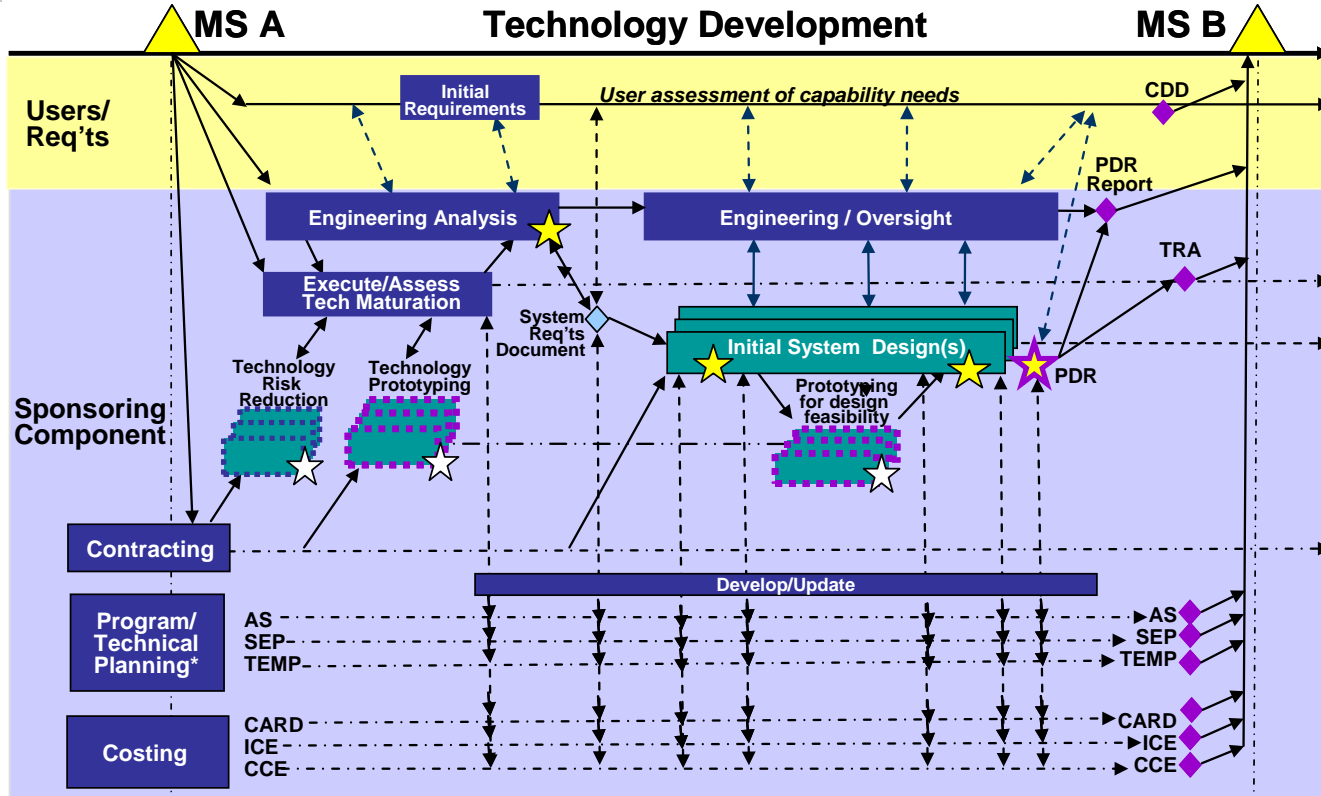 MS A
Technology Development
MS B
Users/
Req'ts
Initial
Requirements
User assessment of capability needs
CDD
PDR
Report
Engineering Analysis
Engineering / Oversight
TRA
Execute/Assess
Tech Maturation
System
Req'ts
Document
Initial System Design(s)
PDR
Technology
Risk
Reduction
Technology
Prototyping
Prototyping
for design
feasibility
Sponsoring
Component
Contracting
Develop/Update
Program/
Technical
Planning*
AS
SEP
TEMP
AS
SEP
TEMP
Costing
CARD
ICE
CCE
CARD
ICE
CCE